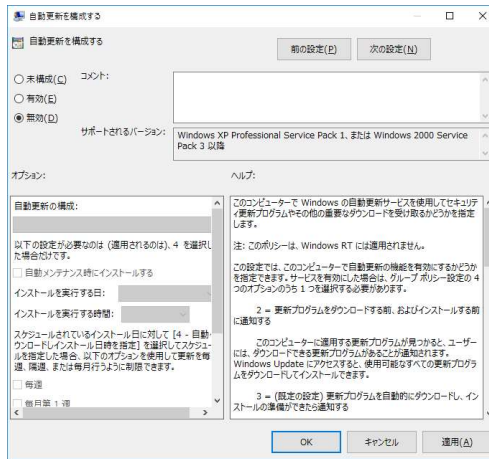 自動更新を構成する
自動更新を構成する
前の設定(P) 次の設定(N)
未構成(C) コメント:
有効(E)
無効(D)
サポートされるバージョン: Windows XP Professional Service Pack 1、または Windows 2000 Service
Pack 3 以降
オプション: ヘルプ:
自動更新の構成:
以下の設定が必要なのは (適用されるのは)、4 を選択し
た場合だけです。
自動メンテナンス時にインストールする
インストールを実行する日:
インストールを実行する時間:
スケジュールされているインストール日に対して [4 - 自動
ウンロードしインストール日時を指定] を選択してスケジュー
ルを指定した場合、以下のオプションを使用して更新を毎
週、隔週、または毎月行うように制限できます。
毎週
毎月第 1 週
このコンピューターで Windows の自動更新サービスを使用してセキュリテ
ィ更新プログラムやその他の重要なダウンロードを受け取るかどうかを指定
します。
注: このポリシーは、Windows RT には適用されません。
この設定では、このコンピューターで自動更新の機能を有効にするかどうか
を指定できます。サービスを有効にした場合は、グループ ポリシー設定の 4
つのオプションのうち 1 つを選択する必要があります。
2 = 更新プログラムをダウンロードする前、およびインストールする前
に通知する
このコンピューターに適用する更新プログラムが見つかると、ユーザー
には、ダウンロードできる更新プログラムがあることが通知されます。
Windows Update にアクセスすると、使用可能なすべての更新プログラ
ムをダウンロードしてインストールできます。
3 = (既定の設定) 更新プログラムを自動的にダウンロードし、イン
ストールの準備ができたら通知する
OK キャンセル 適用(A)